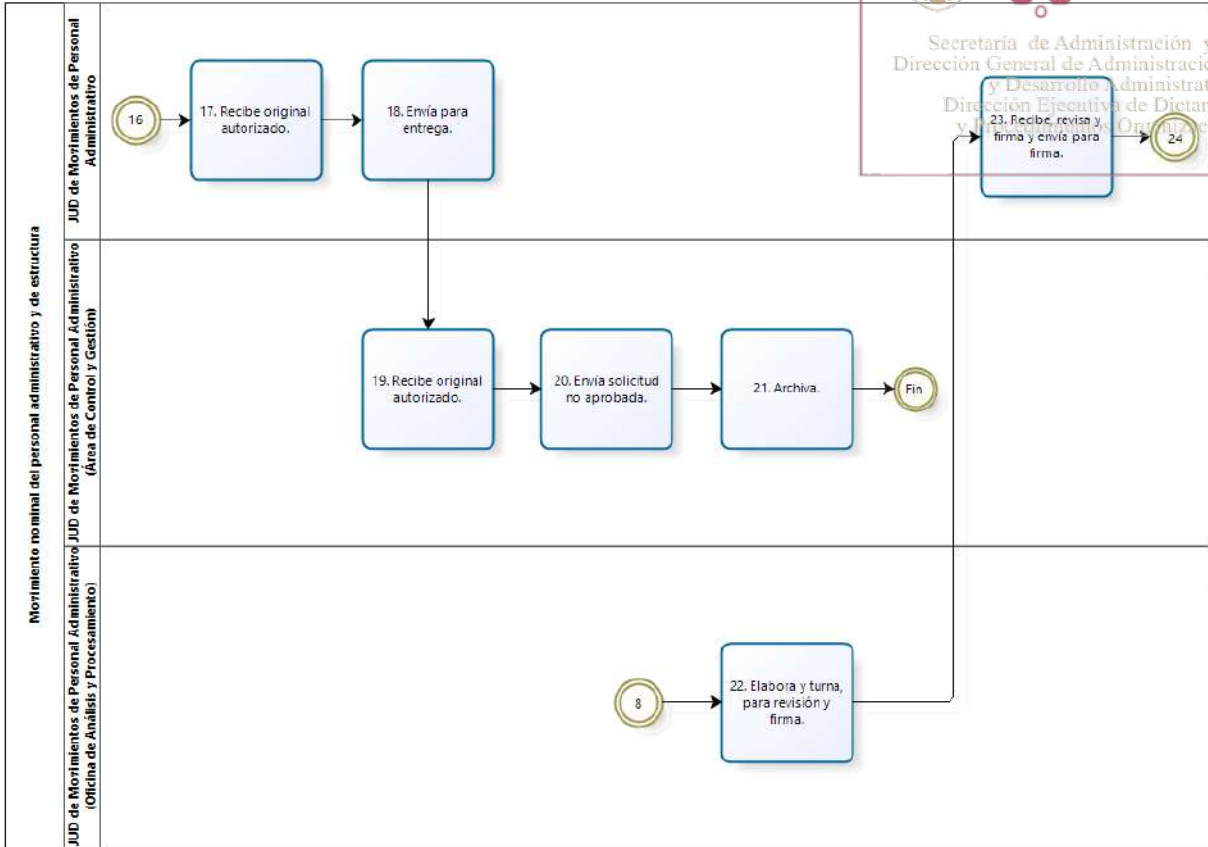 Movimiento nominal del personal administrativo y de estructura
JUD de Movimientos de Personal
Administrativo
16
17. Recibe original
autorizado.
18. Envía para
entrega.
Secretaría de Administración y
Dirección General de
y Desarrollo
Dirección Ejecutiva de
y
23. Recibe, revisa y
firma y envía para
firma.
24
JUD de Movimientos de Personal Administrativo
(Área de Control y Gestión)
19. Recibe original
autorizado.
20. Envía solicitud
no aprobada.
21. Archiva.
Fin
JUD de Movimientos de Personal Administrativo
(Oficina de Análisis y Procesamiento)
8
22. Elabora y turna,
para revisión y
firma.